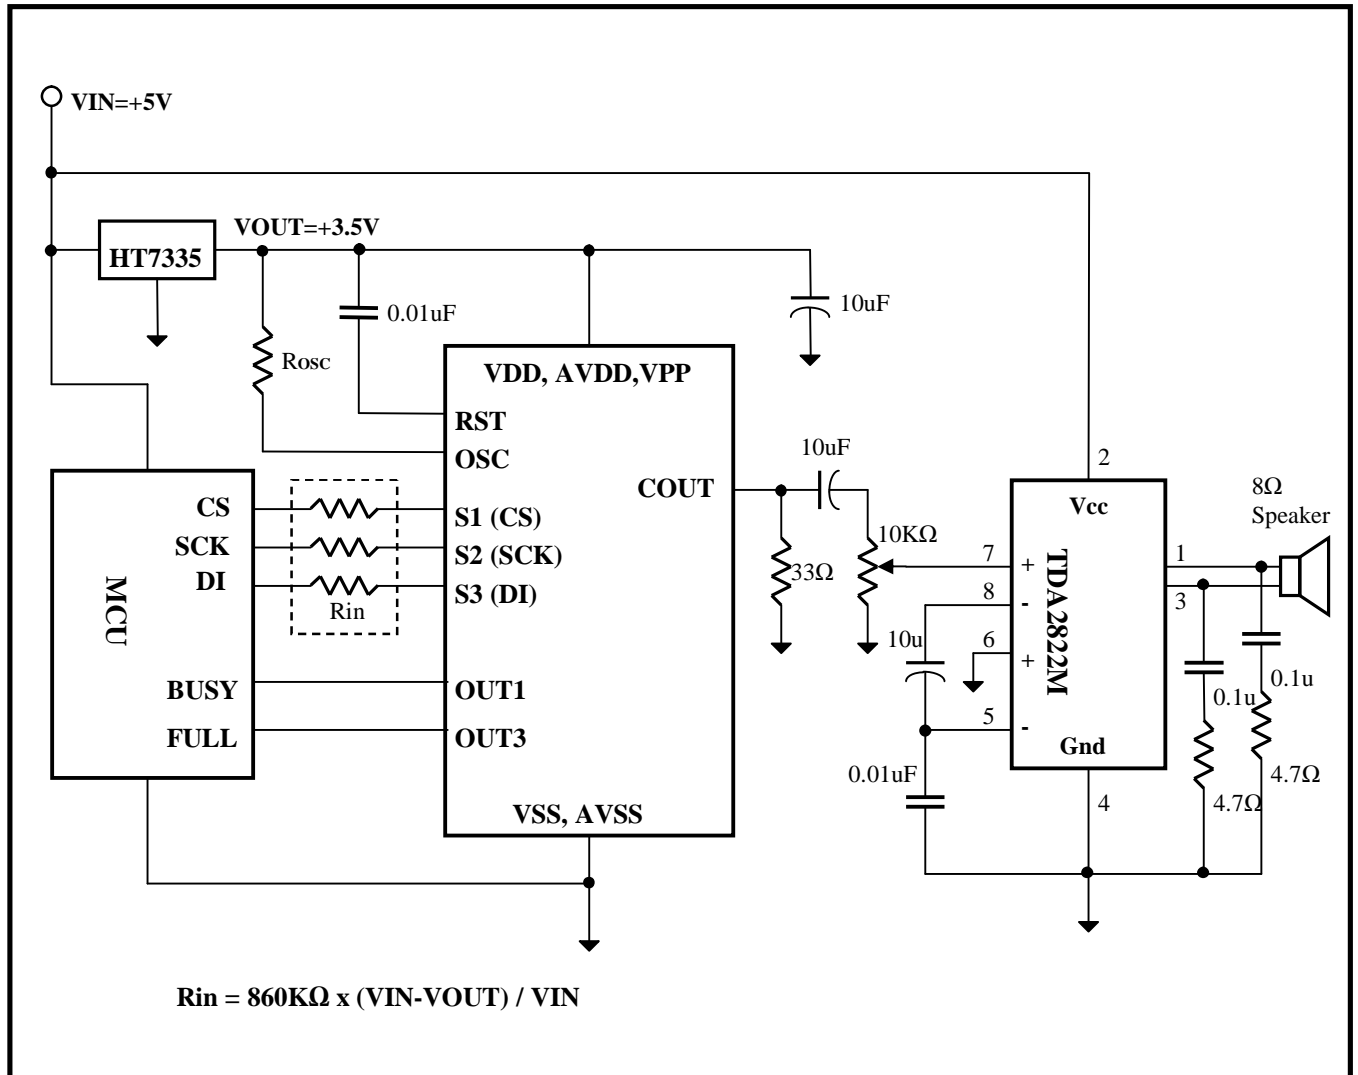 VIN=+5V
VOUT=+3.5V
HT7335
0.01uF
10uF
Rosc
VDD, AVDD,VPP
RST
OSC
COUT
10uF
33Ω
10KΩ
MCU
CS
SCK
DI
BUSY
FULL
Rin
S1 (CS)
S2 (SCK)
S3 (DI)
OUT1
OUT3
VSS, AVSS
2
Vcc
TDA2822M
7
+
8
-
6
+
5
-
Gnd
4
10u
0.01uF
1
3
8Ω
Speaker
0.1u
0.1u
4.7Ω
4.7Ω
Rin = 860KΩ x (VIN-VOUT) / VIN